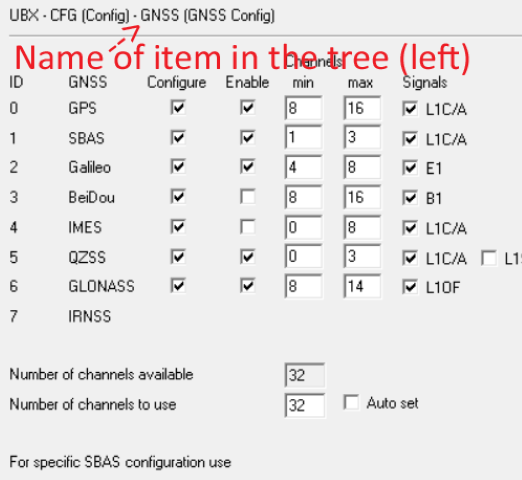 UBX - CFG (Config) - GNSS (GNSS Config)
Name of item in the tree (left)
Channels
ID GNSS Configure Enable min max Signals
0 GPS 8 16 L1C/A
1 SBAS 1 3 L1C/A
2 Galileo 4 8 E1
3 BeiDou 8 16 B1
4 IMES 0 8 L1C/A
5 QZSS 0 3 L1C/A
6 GLONASS 8 14 L1OF
7 IRNSS
Number of channels available 32
Number of channels to use 32 Auto set
For specific SBAS configuration use